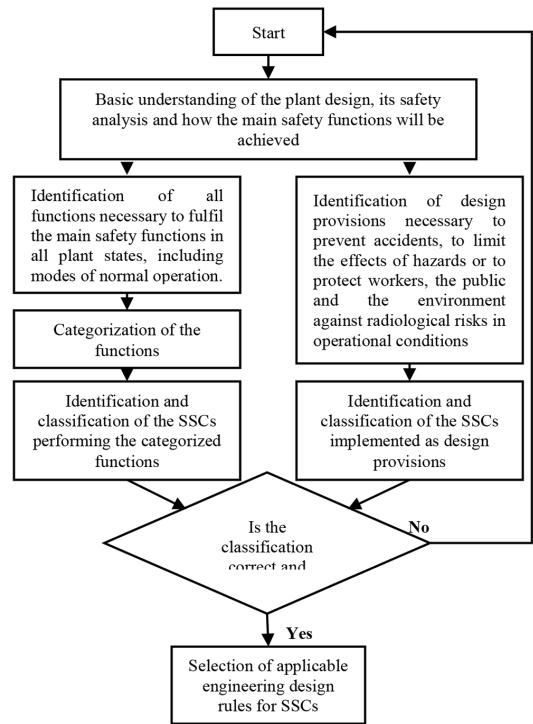 Start
Basic understanding of the plant design, its safety
analysis and how the main safety functions will be
achieved
Identification of all
functions necessary to fulfil
the main safety functions in
all plant states, including
modes of normal operation.
Identification of design
provisions necessary to
prevent accidents, to limit
the effects of hazards or to
protect workers, the public
and the environment
against radiological risks in
operational conditions
Categorization of the
functions
Identification and
classification of the SSCs
performing the categorized
functions
Identification and
classification of the SSCs
implemented as design
provisions
Is the
classification
correct and
No
Yes
Selection of applicable
engineering design
rules for SSCs